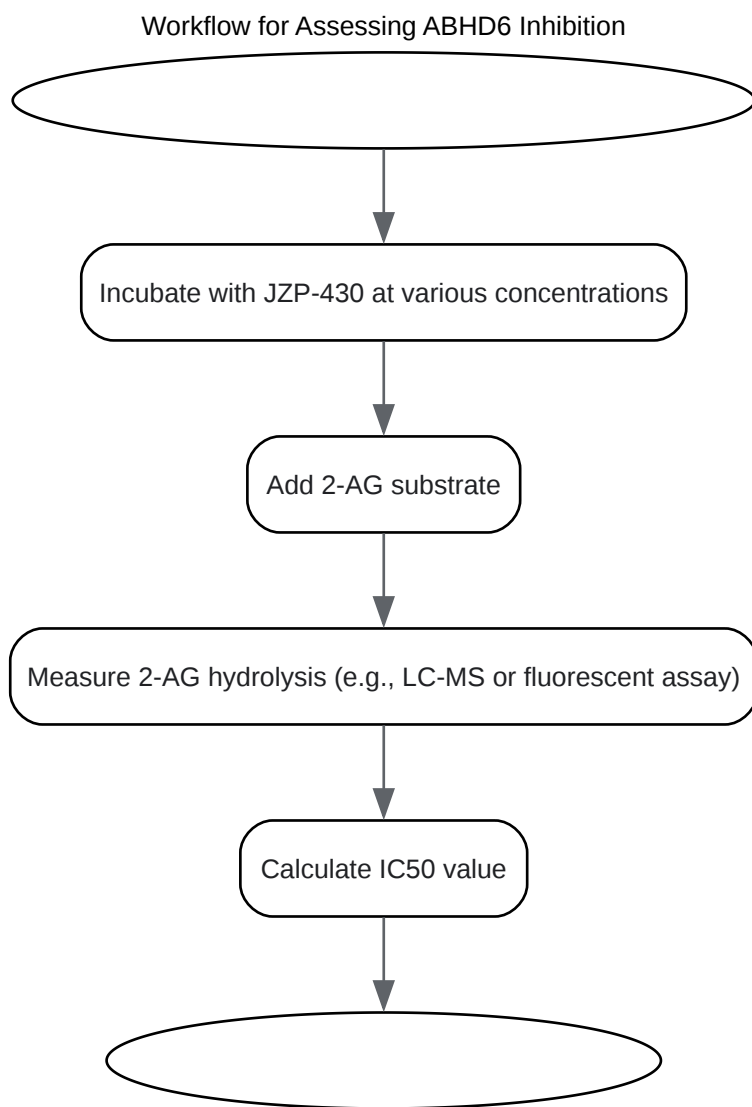 Workflow for Assessing ABHD6 Inhibition
Incubate with JZP-430 at various concentrations
Add 2-AG substrate
Measure 2-AG hydrolysis (e.g., LC-MS or fluorescent assay)
Calculate IC50 value